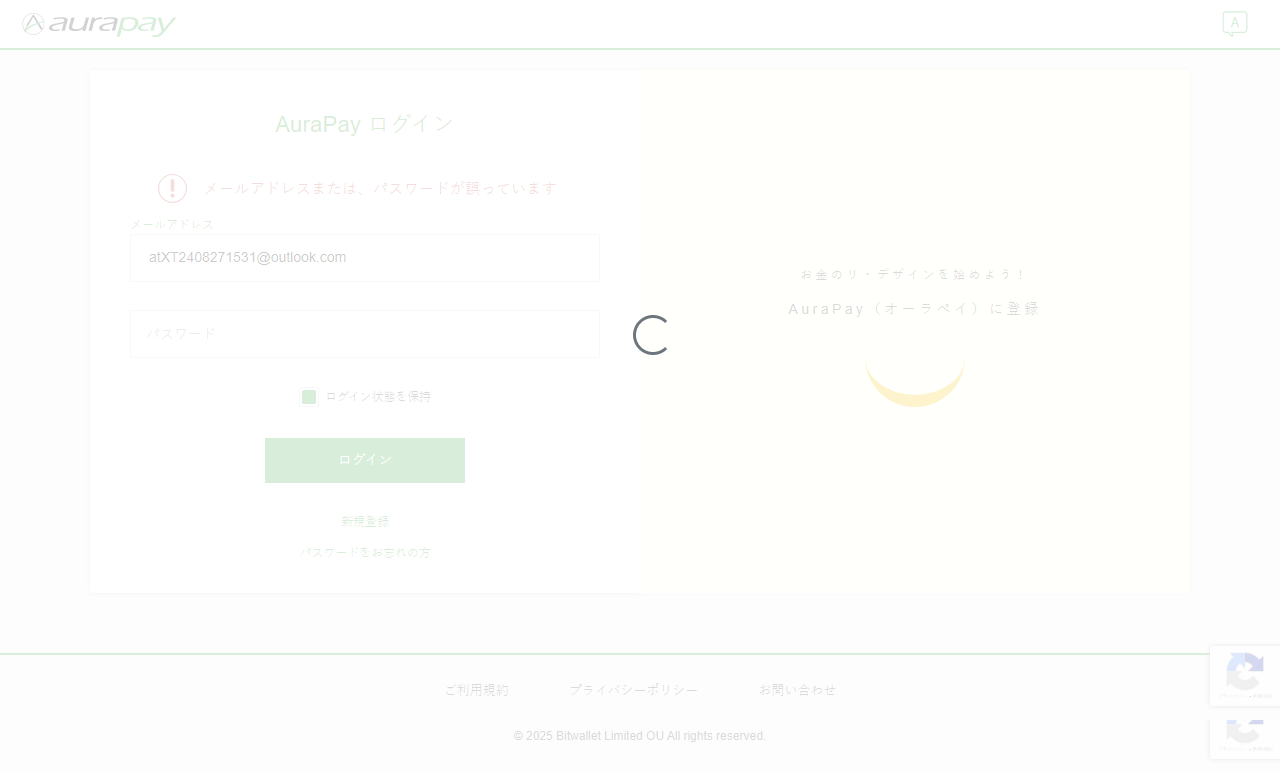 aurapay
A
AuraPay ログイン
メールアドレスまたは、パスワードが誤っています
メールアドレス
atXT2408271531@outlook.com
パスワード
ログイン状態を保持
ログイン
新規登録
パスワードをお忘れの方
お金のリ・デザインを始めよう！
AuraPay（オーラペイ）に登録
ご利用規約
プライバシーポリシー
お問い合わせ
© 2025 Bitwallet Limited OU All rights reserved.